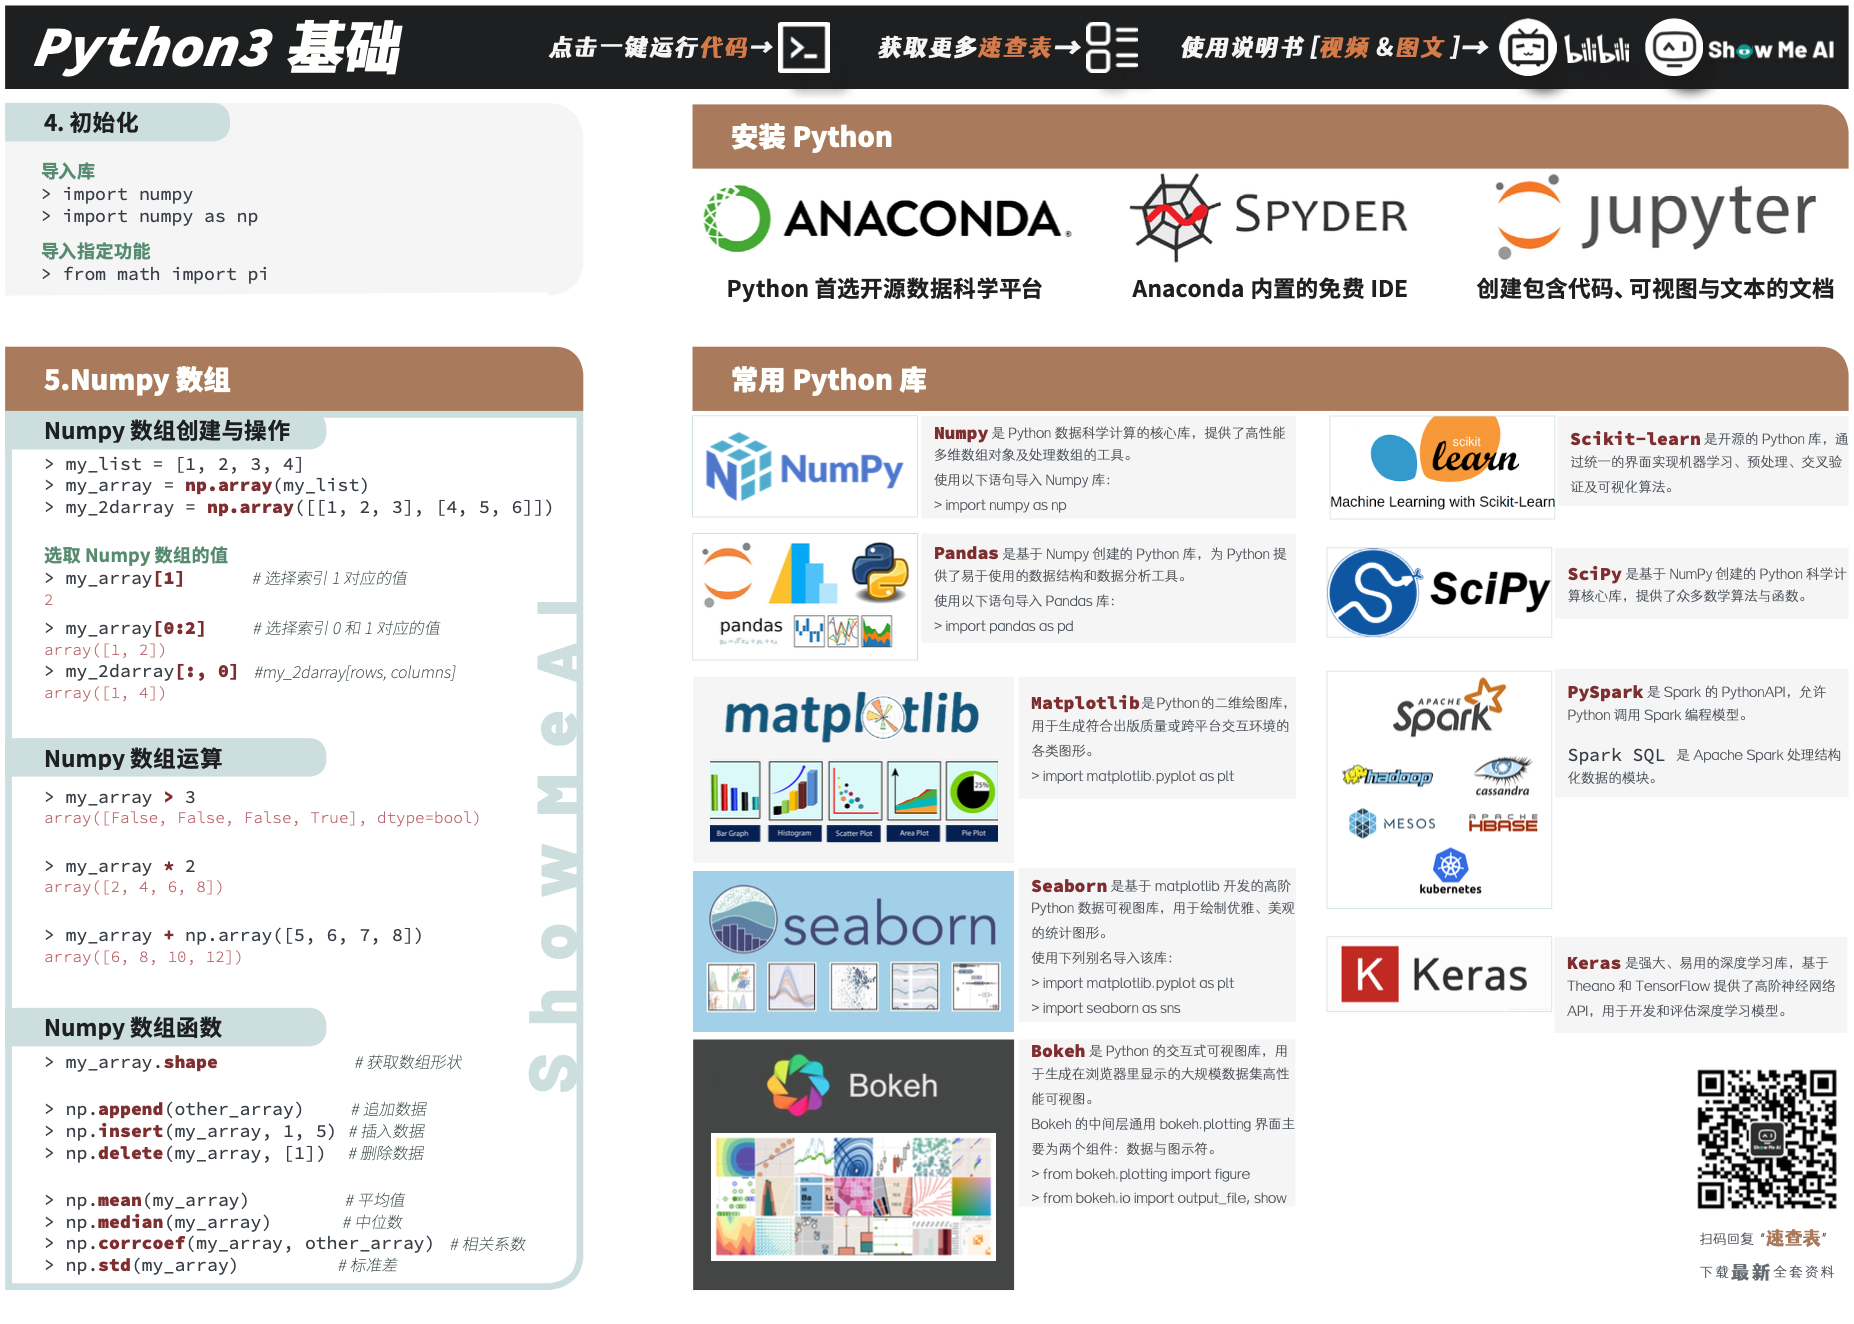 Python3 基础
点击一键运行代码→
获取更多速查表→
使用说明书 [视频 &图文 ]→
bilibili
Show Me AI
4. 初始化
导入库
> import numpy
> import numpy as np
导入指定功能
> from math import pi
安装 Python
ANACONDA®
Python 首选开源数据科学平台
SPYDER
Anaconda 内置的免费 IDE
jupyter
创建包含代码、可视图与文本的文档
5.Numpy 数组
Numpy 数组创建与操作
> my_list = [1, 2, 3, 4]
> my_array = np.array(my_list)
> my_2darray = np.array([[1, 2, 3], [4, 5, 6]])
选取 Numpy 数组的值
> my_array[1] # 选择索引 1 对应的值
2
> my_array[0:2] # 选择索引 0 和 1 对应的值
array([1, 2])
> my_2darray[:, 0] #my_2darray[rows, columns]
array([1, 4])
Numpy 数组运算
> my_array > 3
array([False, False, False, True], dtype=bool)
> my_array * 2
array([2, 4, 6, 8])
> my_array + np.array([5, 6, 7, 8])
array([6, 8, 10, 12])
Numpy 数组函数
> my_array.shape # 获取数组形状
> np.append(other_array) # 追加数据
> np.insert(my_array, 1, 5) # 插入数据
> np.delete(my_array, [1]) # 删除数据
> np.mean(my_array) # 平均值
> np.median(my_array) # 中位数
> np.corrcoef(my_array, other_array) # 相关系数
> np.std(my_array) # 标准差
ShowMeAI
常用 Python 库
NumPy
Numpy 是 Python 数据科学计算的核心库，提供了高性能
多维数组对象及处理数组的工具。
使用以下语句导入 Numpy 库：
> import numpy as np
pandas
Pandas 是基于 Numpy 创建的 Python 库，为 Python 提
供了易于使用的数据结构和数据分析工具。
使用以下语句导入 Pandas 库：
> import pandas as pd
matplotlib
25%
Bar Graph
Histogram
Scatter Plot
Area Plot
Pie Plot
Matplotlib 是 Python 的二维绘图库，
用于生成符合出版质量或跨平台交互环境的
各类图形。
> import matplotlib.pyplot as plt
seaborn
Seaborn 是基于 matplotlib 开发的高阶
Python 数据可视图库，用于绘制优雅、美观
的统计图形。
使用下列别名导入该库：
> import matplotlib.pyplot as plt
> import seaborn as sns
Bokeh
Bokeh 是 Python 的交互式可视图库，用
于生成在浏览器里显示的大规模数据集高性
能可视图。
Bokeh 的中间层通用 bokeh.plotting 界面主
要为两个组件：数据与图示符。
> from bokeh.plotting import figure
> from bokeh.io import output_file, show
scikit
learn
Machine Learning with Scikit-Learn
Scikit-learn 是开源的 Python 库，通
过统一的界面实现机器学习、预处理、交叉验
证及可视化算法。
SciPy
SciPy 是基于 NumPy 创建的 Python 科学计
算核心库，提供了众多数学算法与函数。
APACHE
Spark
hadoop
cassandra
MESOS
APACHE
HBASE
kubernetes
PySpark 是 Spark 的 PythonAPI，允许
Python 调用 Spark 编程模型。
Spark SQL 是 Apache Spark 处理结构
化数据的模块。
K Keras
Keras 是强大、易用的深度学习库，基于
Theano 和 TensorFlow 提供了高阶神经网络
API，用于开发和评估深度学习模型。
Show Me AI
扫码回复 “速查表”
下载最新全套资料